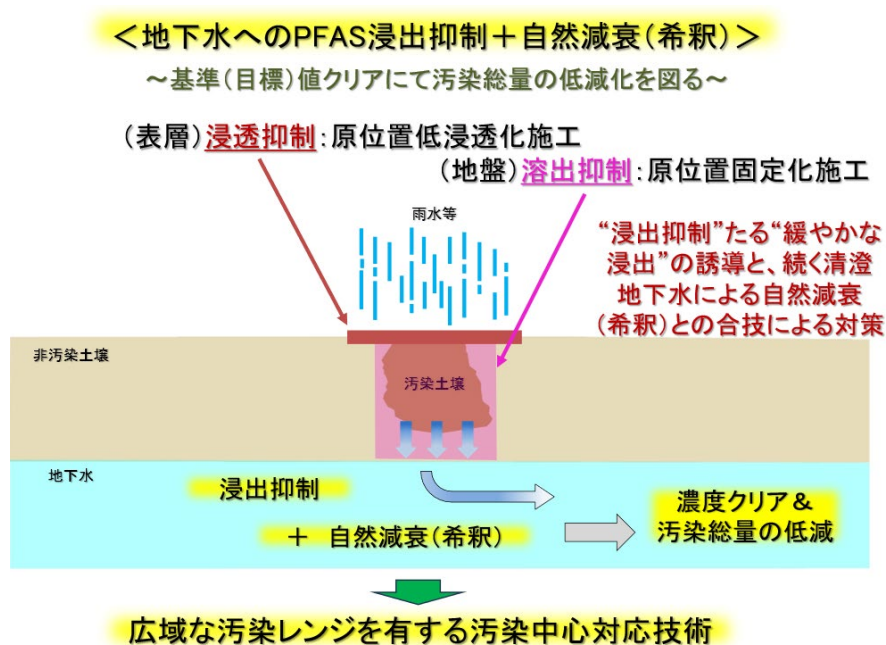 ＜地下水へのPFAS浸出抑制＋自然減衰(希釈)＞
～基準(目標)値クリアにて汚染総量の低減化を図る～
(表層)浸透抑制：原位置低浸透化施工
(地盤)溶出抑制：原位置固定化施工
雨水等
“浸出抑制”たる“緩やかな
浸出”の誘導と、続く清澄
地下水による自然減衰
(希釈)との合技による対策
非汚染土壌
汚染土壌
地下水
浸出抑制
＋ 自然減衰(希釈)
濃度クリア＆
汚染総量の低減
広域な汚染レンジを有する汚染中心対応技術